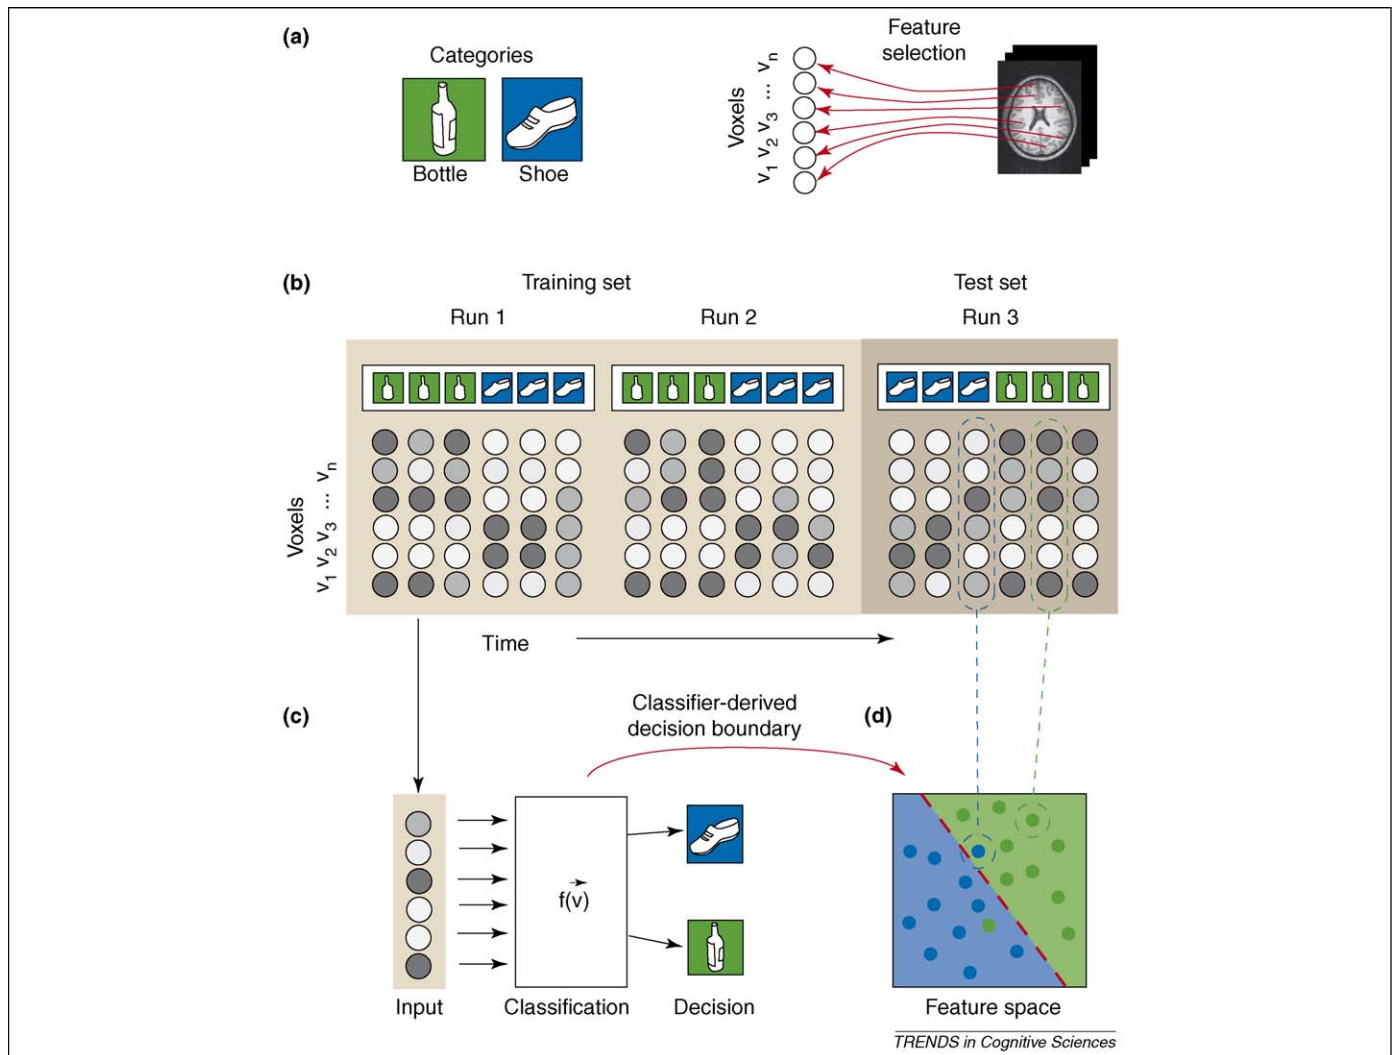 (a)
Categories
Bottle
Shoe
Feature
selection
Voxels
v1 v2 v3 ... vn
(b)
Training set
Test set
Run 1
Run 2
Run 3
Voxels
v1 v2 v3 ... vn
Time
(c)
Classifier-derived
decision boundary
(d)
f(v)
Input
Classification
Decision
Feature space
TRENDS in Cognitive Sciences